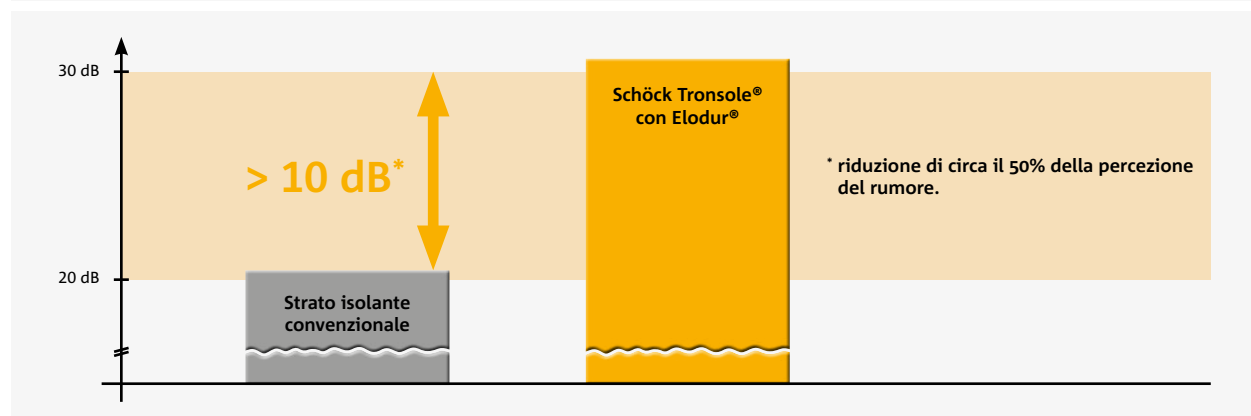 30 dB
Schöck Tronsole®
con Elodur®
> 10 dB*
* riduzione di circa il 50% della percezione
del rumore.
20 dB
Strato isolante
convenzionale